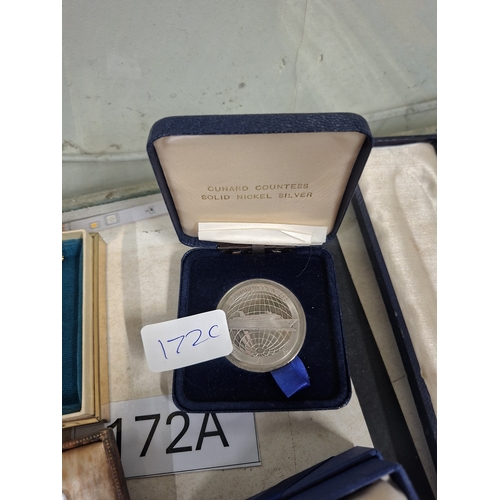 CUNARD COUNTESS
SOLID NICKEL SILVER
172C
172A